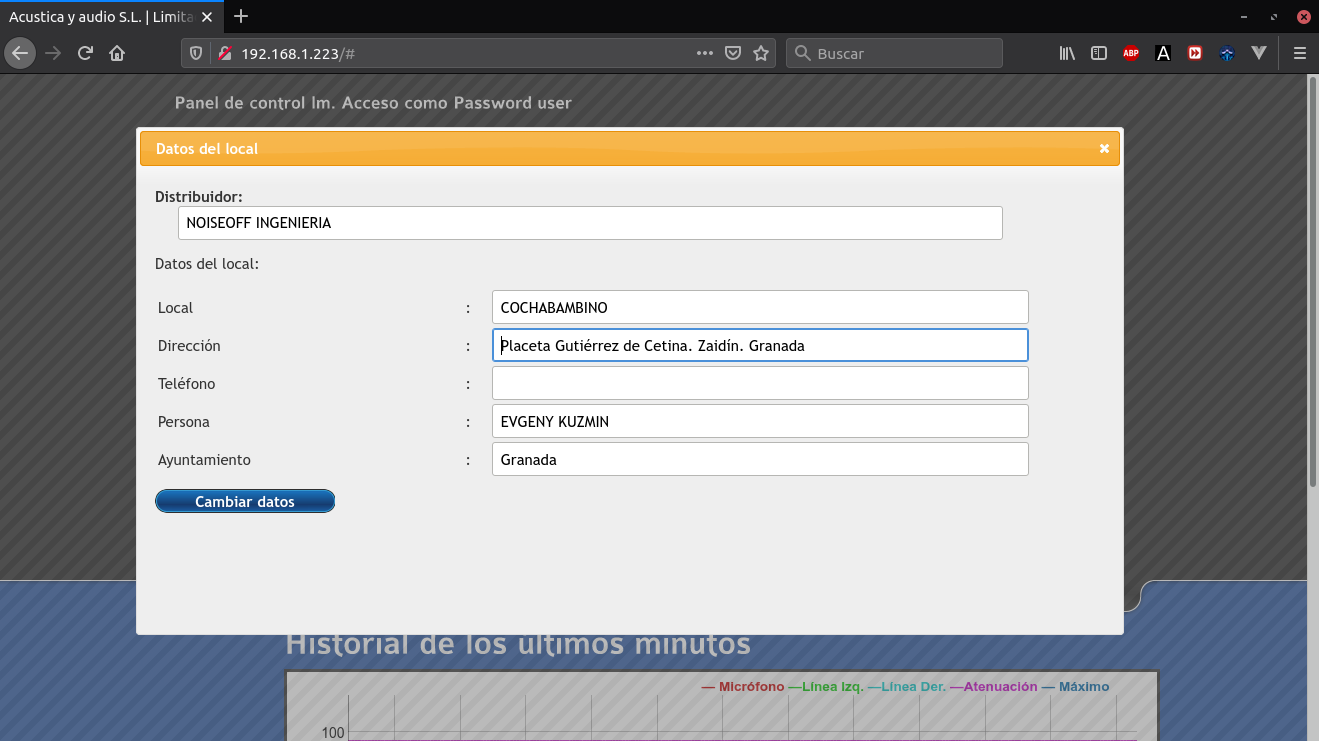 Acustica y audio S.L. | Limita
192.168.1.223/#
Buscar
ABP
A
Panel de control lm. Acceso como Password user
Datos del local
Distribuidor:
NOISEOFF INGENIERIA
Datos del local:
Local : COCHABAMBINO
Dirección : Placeta Gutiérrez de Cetina. Zaidín. Granada
Teléfono :
Persona : EVGENY KUZMIN
Ayuntamiento : Granada
Cambiar datos
Historial de los últimos minutos
— Micrófono —Línea Izq. —Línea Der. —Atenuación — Máximo
100